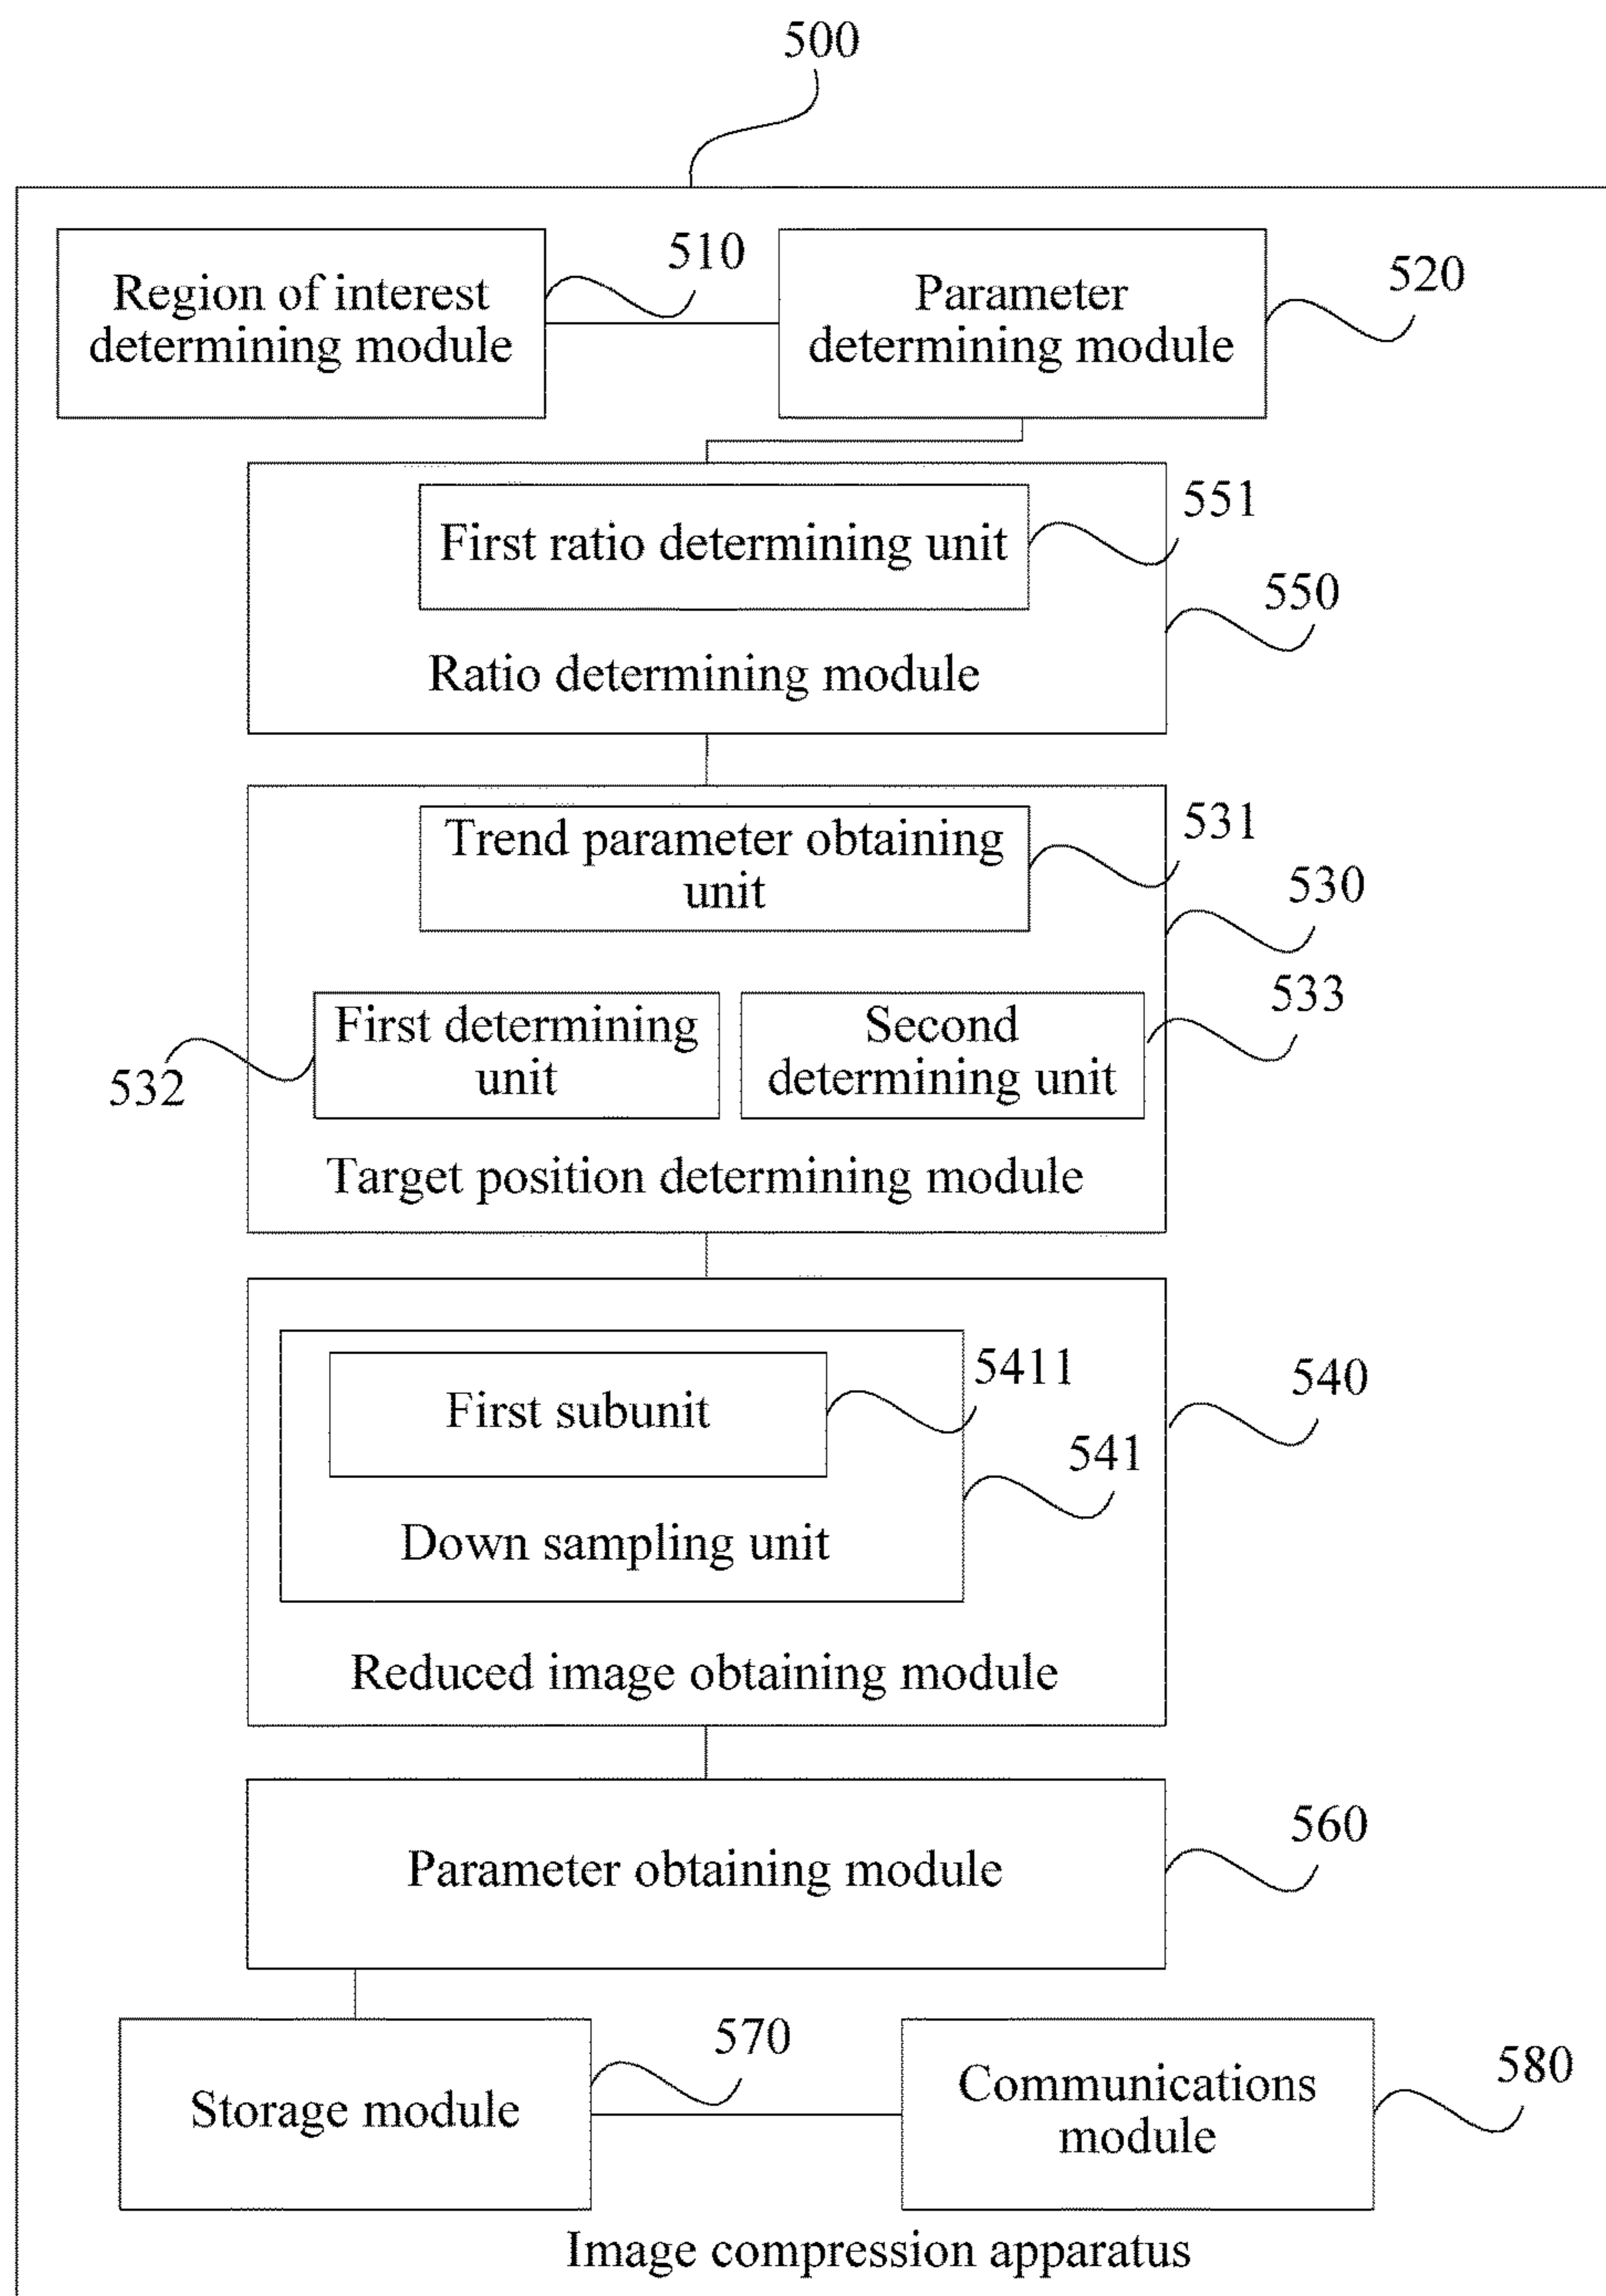 500
510
520
Region of interest
determining module
Parameter
determining module
551
First ratio determining unit
550
Ratio determining module
531
Trend parameter obtaining
unit
530
533
First determining
unit
Second
determining unit
532
Target position determining module
5411
540
First subunit
541
Down sampling unit
Reduced image obtaining module
560
Parameter obtaining module
570
580
Storage module
Communications
module
Image compression apparatus